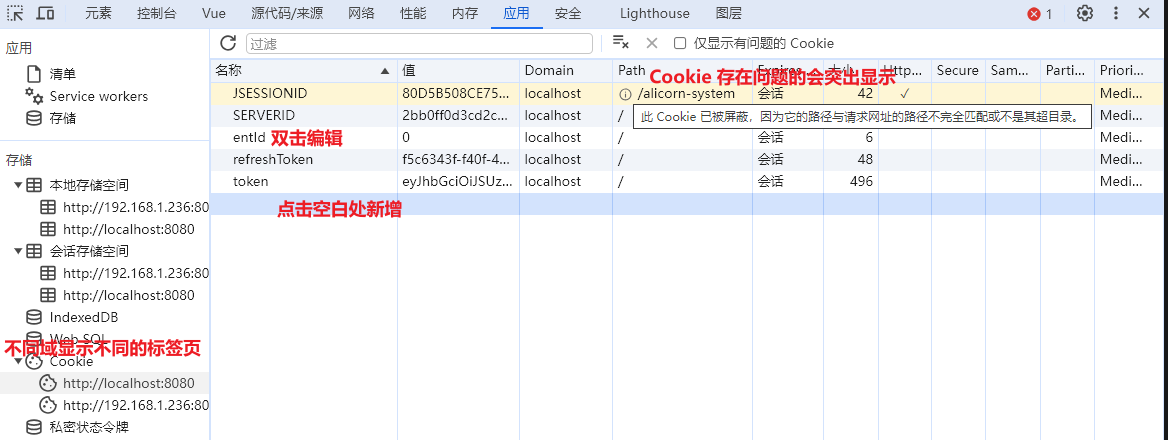 元素 控制台 Vue 源代码/来源 网络 性能 内存 应用 安全 Lighthouse 图层 1
应用
清单
Service workers
存储
存储
本地存储空间
http://192.168.1.236:80
http://localhost:8080
会话存储空间
http://192.168.1.236:80
http://localhost:8080
IndexedDB
Web SQL
不同域显示不同的标签页
Cookie
http://localhost:8080
http://192.168.1.236:80
私密状态令牌
过滤 仅显示有问题的 Cookie
名称 值 Domain Path Expires... 大小 Http... Secure Sam... Parti... Priori...
Cookie 存在问题的会突出显示
JSESSIONID 80D5B508CE75... localhost /alicorn-system 会话 42 ✓ Medi...
SERVERID 2bb0ff0d3cd2c... localhost /
此 Cookie 已被屏蔽，因为它的路径与请求网址的路径不完全匹配或不是其超目录。
entId 0 localhost / 会话 6 Medi...
双击编辑
refreshToken f5c6343f-f40f-4... localhost / 会话 48 Medi...
token eyJhbGciOiJSUz... localhost / 会话 496 Medi...
点击空白处新增